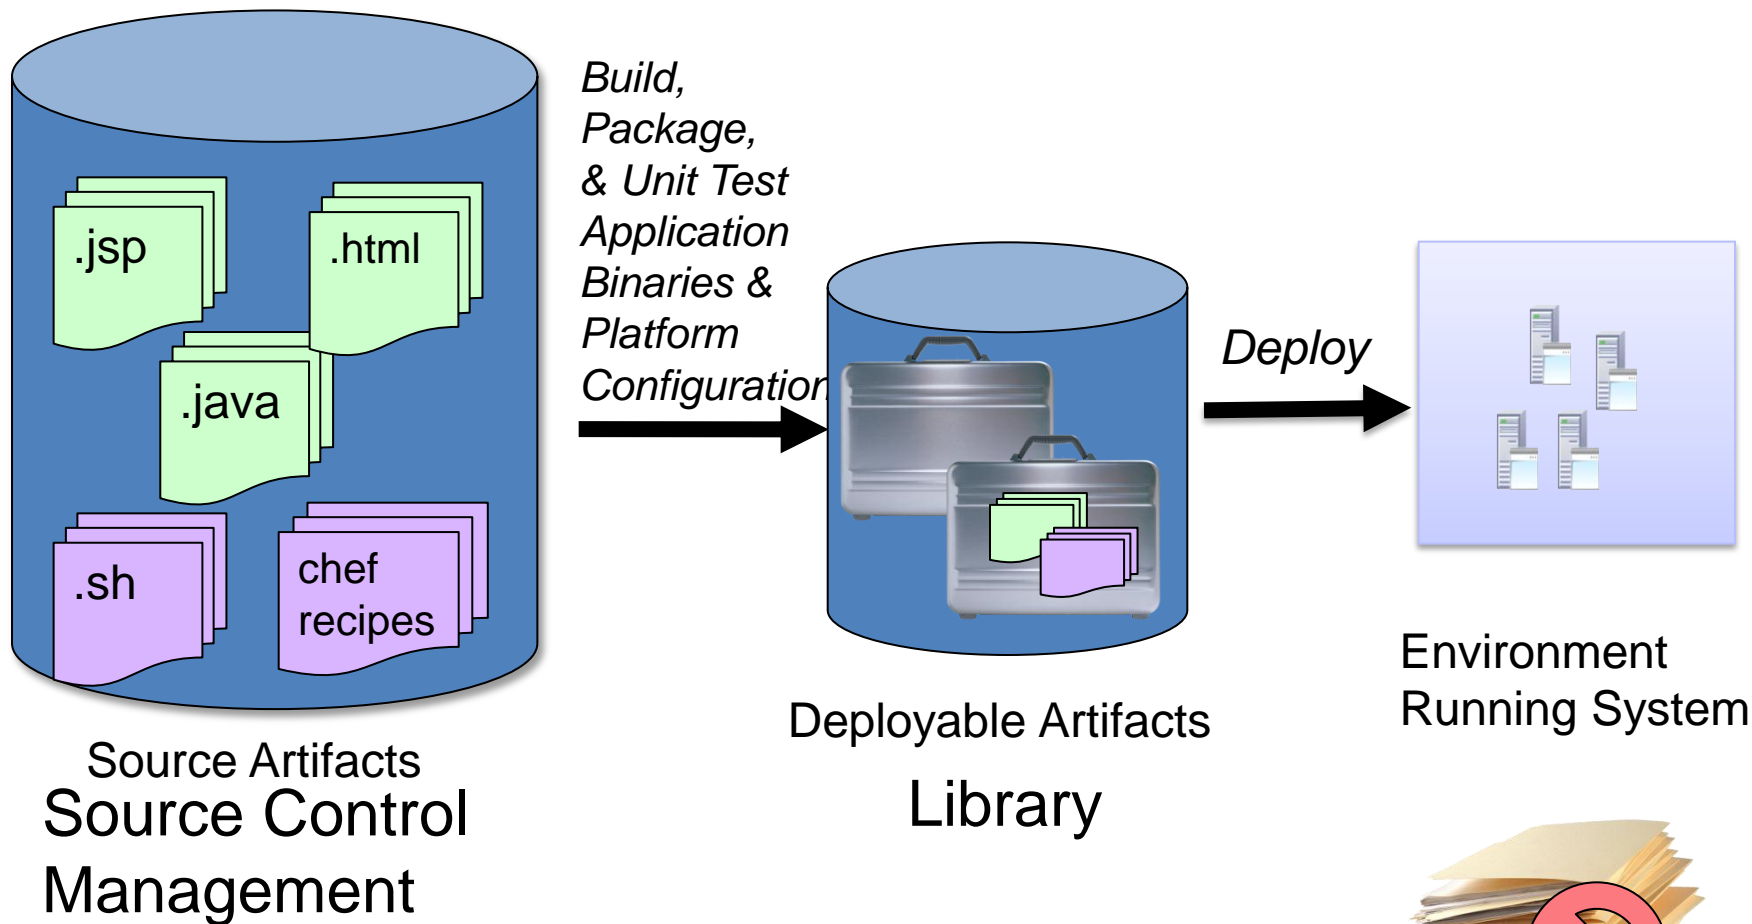 .jsp
.html
.java
.sh
chef
recipes
Source Artifacts
Source Control
Management
Build,
Package,
& Unit Test
Application
Binaries &
Platform
Configuration
Deployable Artifacts
Library
Deploy
Environment
Running System